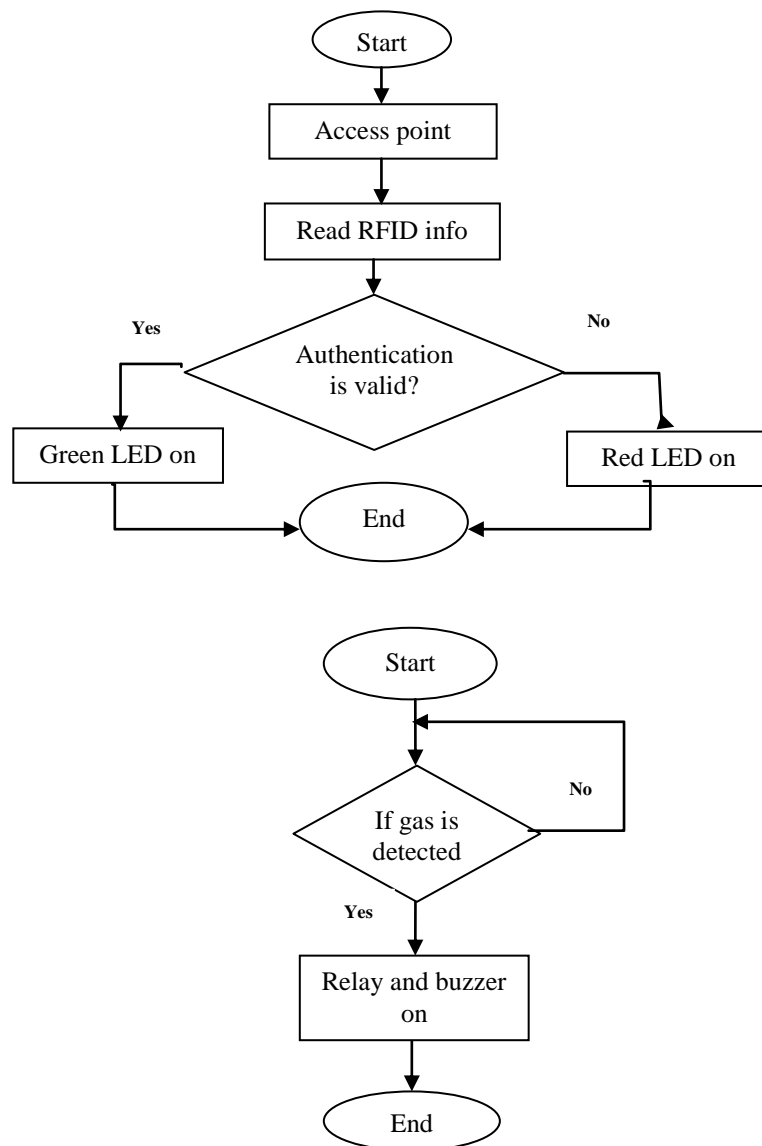 Start
Access point
Read RFID info
Yes
No
Authentication
is valid?
Green LED on
Red LED on
End
Start
No
If gas is
detected
Yes
Relay and buzzer
on
End